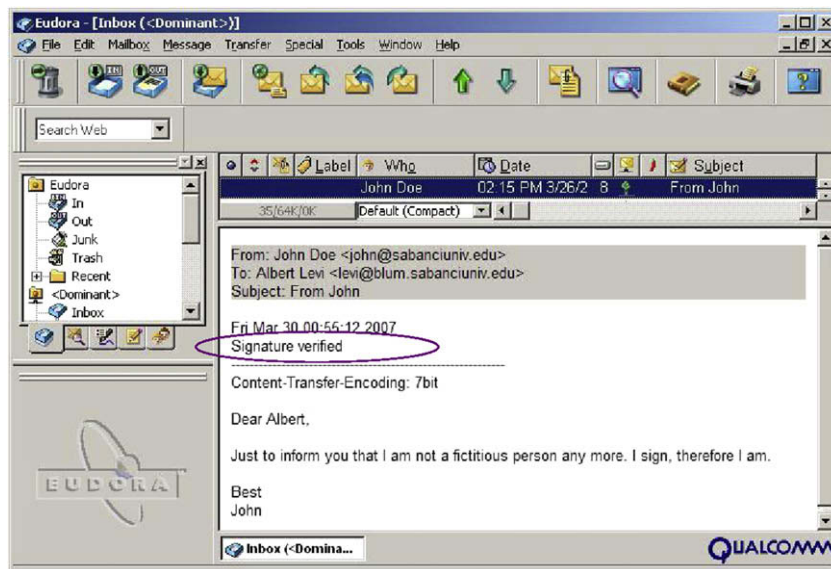 Eudora - [Inbox (<Dominant>)]
File Edit Mailbox Message Transfer Special Tools Window Help
IN OUT
Search Web
Label Who Date Subject
John Doe 02:15 PM 3/26/2 8 From John
35/64K/0K Default (Compact)
Eudora
In
Out
Junk
Trash
Recent
<Dominant>
Inbox
From: John Doe <john@sabanciuniv.edu>
To: Albert Levi <levi@blum.sabanciuniv.edu>
Subject: From John
Fri Mar 30 00:55:12 2007
Signature verified
Content-Transfer-Encoding: 7bit
Dear Albert,
Just to inform you that I am not a fictitious person any more. I sign, therefore I am.
Best
John
EUDORA
Inbox (<Domina...
QUALCOMM